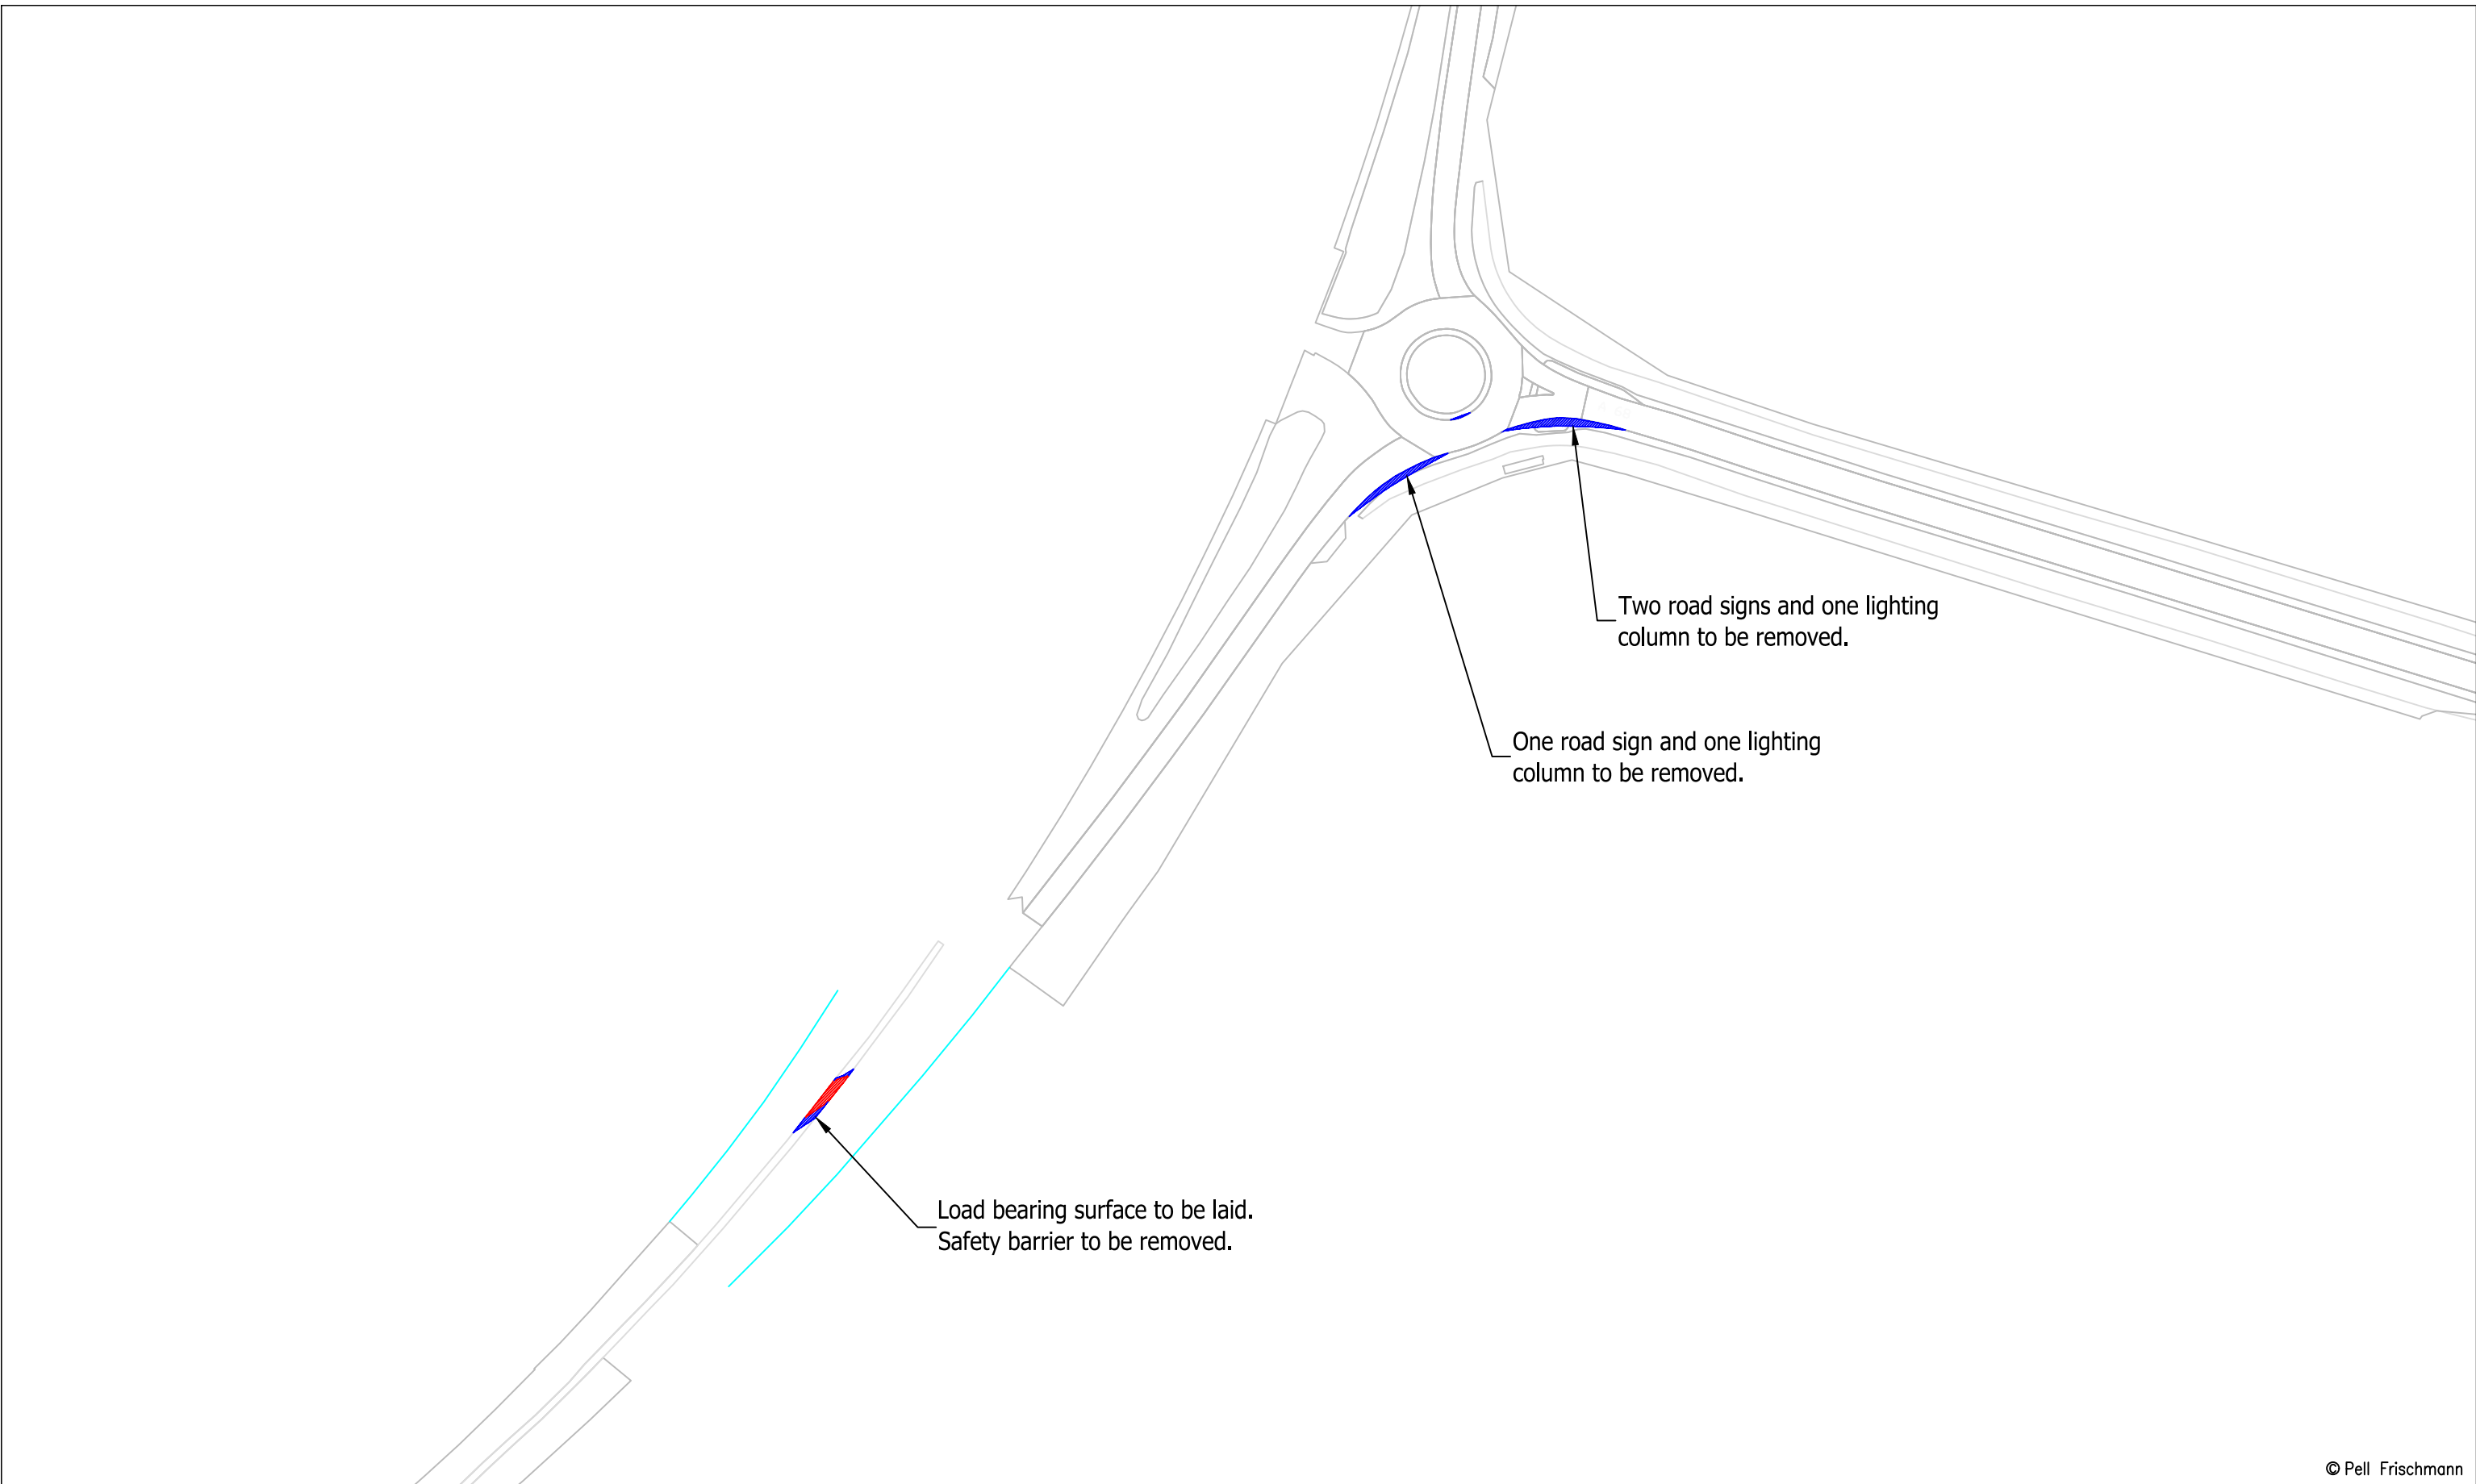 Two road signs and one lighting
column to be removed.
One road sign and one lighting
column to be removed.
Load bearing surface to be laid.
Safety barrier to be removed.
© Pell Frischmann